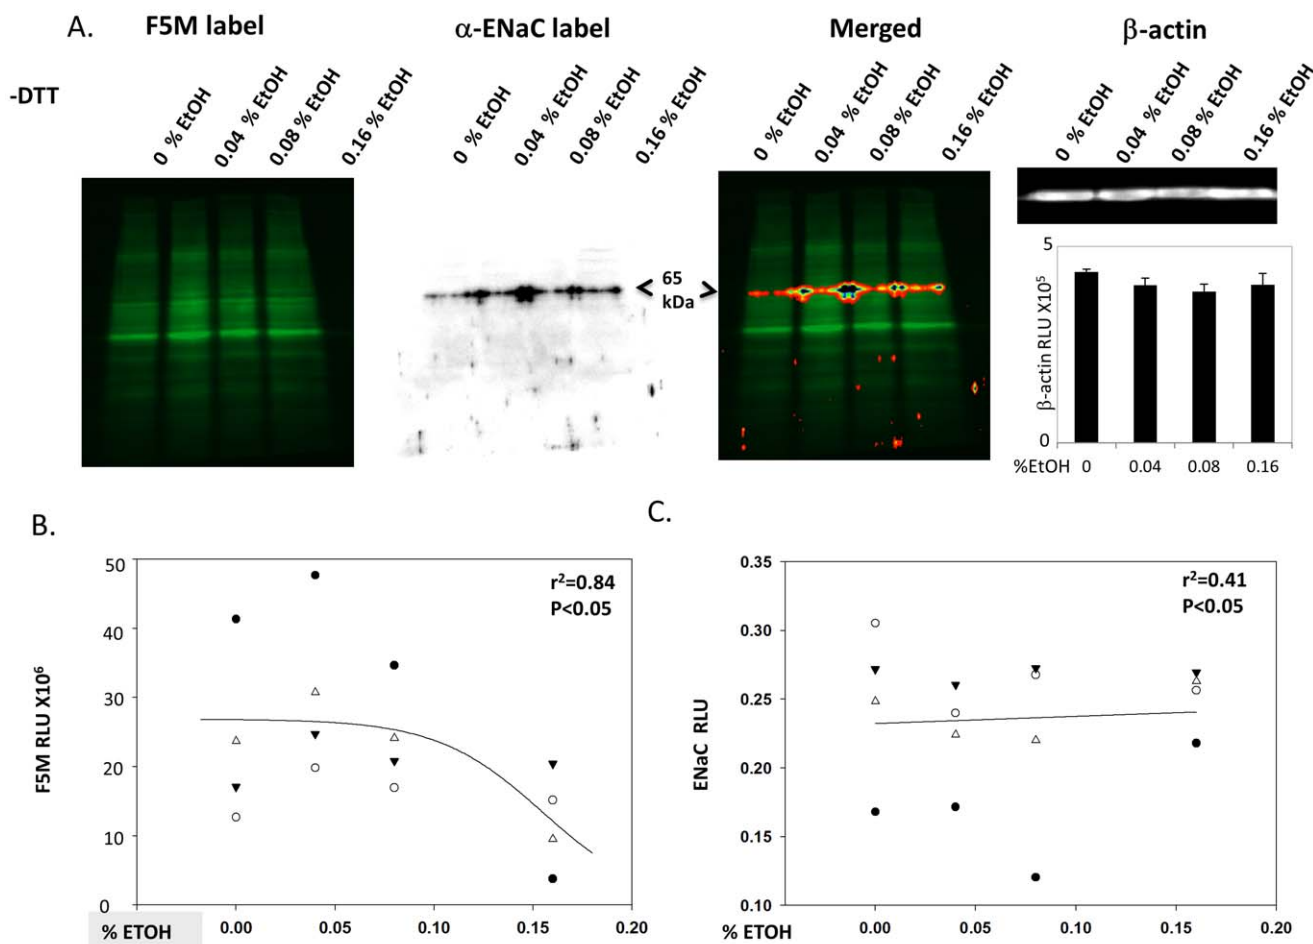 A.
F5M label
α-ENaC label
Merged
β-actin
-DTT
0 % EtOH
0.04 % EtOH
0.08 % EtOH
0.16 % EtOH
0 % EtOH
0.04 % EtOH
0.08 % EtOH
0.16 % EtOH
0 % EtOH
0.04 % EtOH
0.08 % EtOH
0.16 % EtOH
0 % EtOH
0.04 % EtOH
0.08 % EtOH
0.16 % EtOH
65
kDa
β-actin RLU X10⁵
5
0
%EtOH 0 0.04 0.08 0.16
B.
F5M RLU X10⁶
50
40
30
20
10
0
r²=0.84
P<0.05
0.00 0.05 0.10 0.15 0.20
% ETOH
C.
ENaC RLU
0.35
0.30
0.25
0.20
0.15
0.10
r²=0.41
P<0.05
0.00 0.05 0.10 0.15 0.20
% ETOH